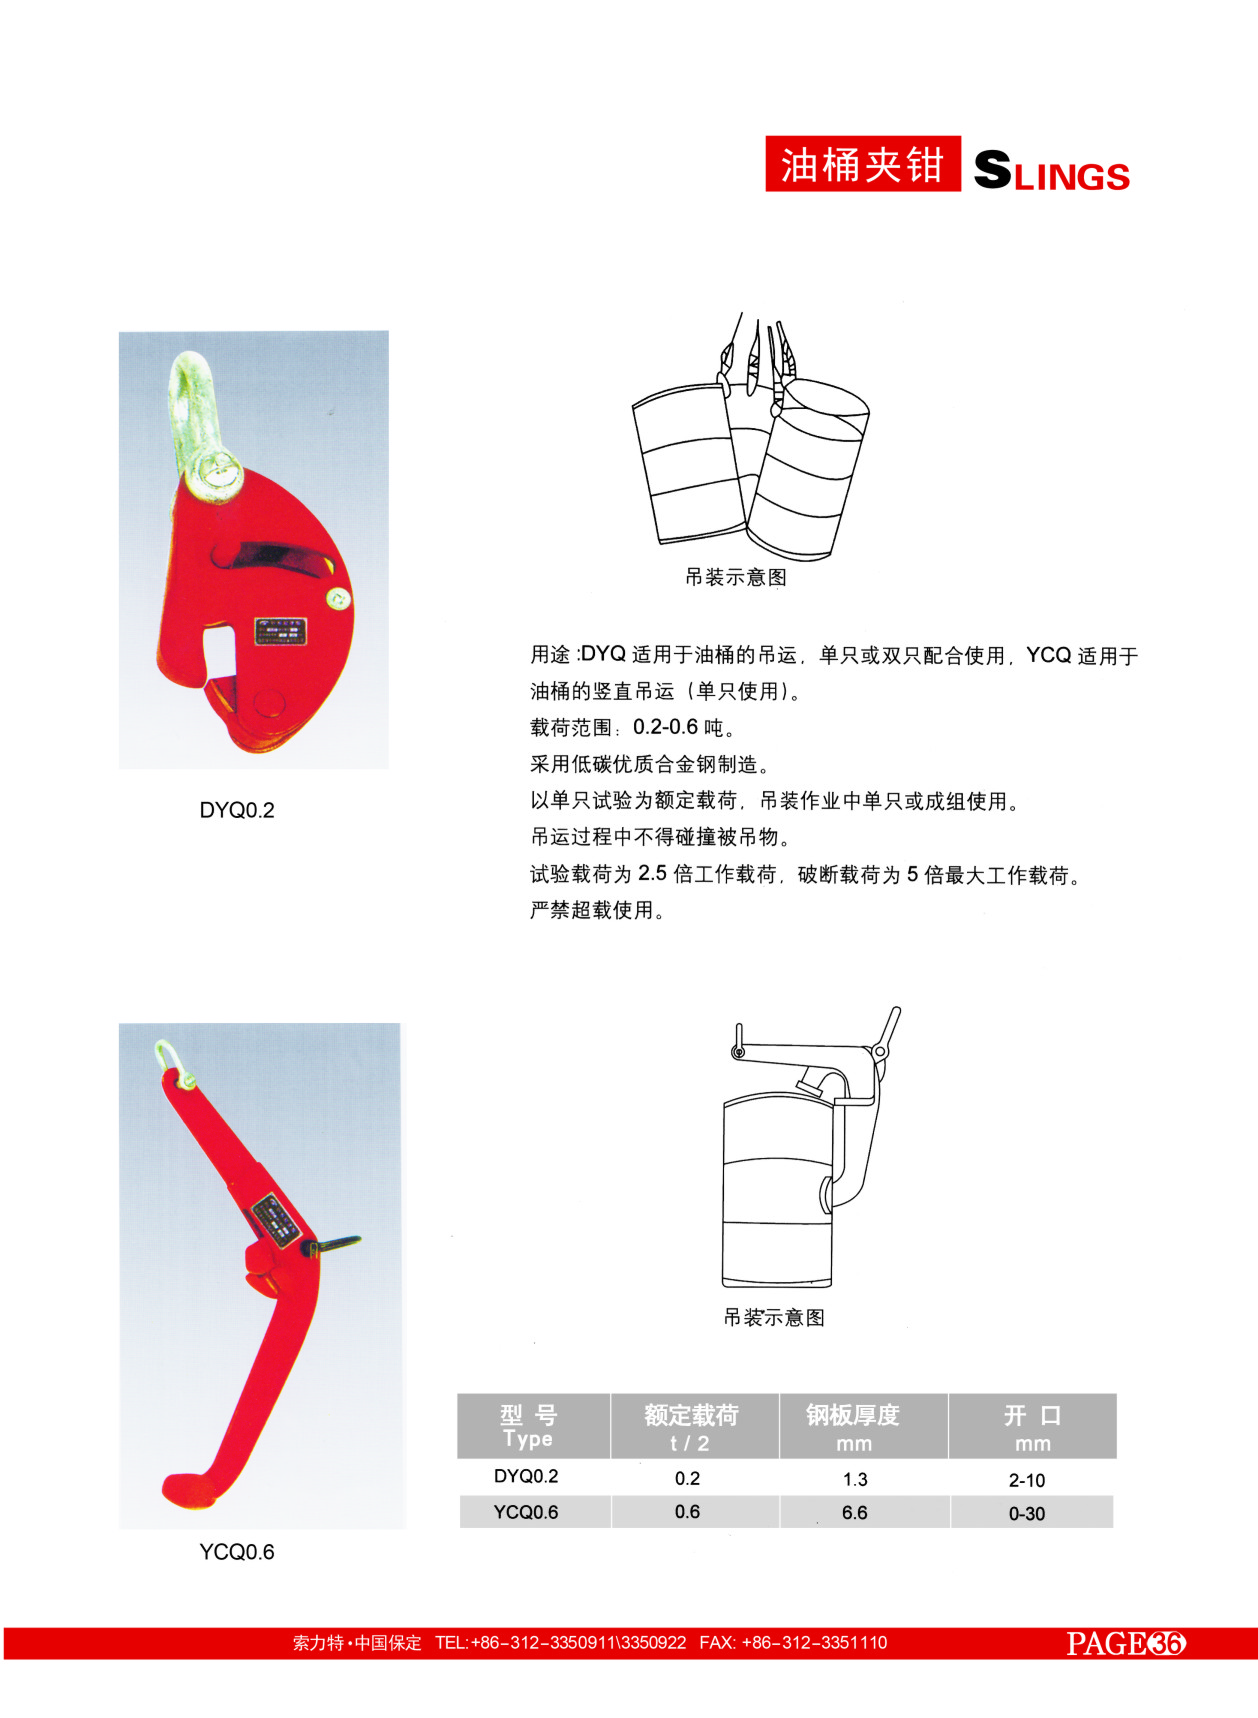 油桶夹钳 SLINGS
吊装示意图
DYQ0.2
用途:DYQ 适用于油桶的吊运，单只或双只配合使用，YCQ 适用于
油桶的竖直吊运（单只使用）。
载荷范围：0.2-0.6 吨。
采用低碳优质合金钢制造。
以单只试验为额定载荷，吊装作业中单只或成组使用。
吊运过程中不得碰撞被吊物。
试验载荷为 2.5 倍工作载荷，破断载荷为 5 倍最大工作载荷。
严禁超载使用。
吊装示意图
YCQ0.6
型 号 额定载荷 钢板厚度 开 口
Type t / 2 mm mm
DYQ0.2 0.2 1.3 2-10
YCQ0.6 0.6 6.6 0-30
索力特·中国保定 TEL:+86-312-3350911\3350922 FAX: +86-312-3351110 PAGE 36